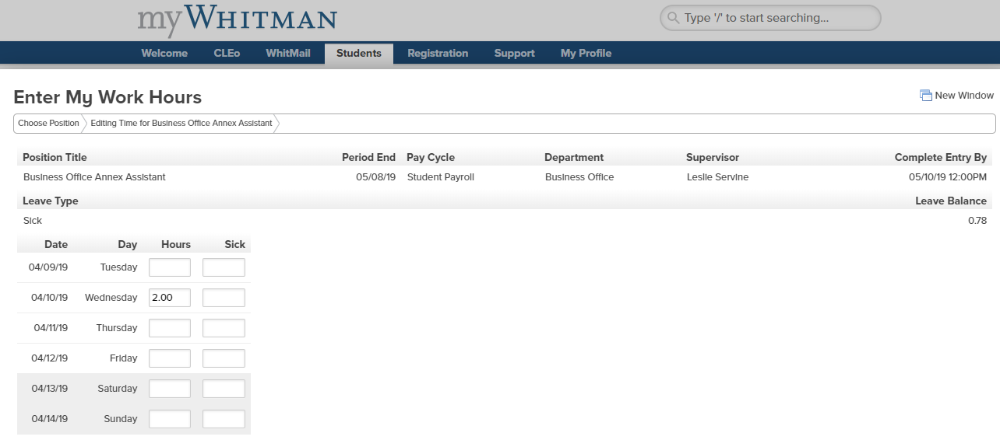 myWHITMAN
Type '/' to start searching...
Welcome CLEo WhitMail Students Registration Support My Profile
Enter My Work Hours
New Window
Choose Position Editing Time for Business Office Annex Assistant
Position Title Period End Pay Cycle Department Supervisor Complete Entry By
Business Office Annex Assistant 05/08/19 Student Payroll Business Office Leslie Servine 05/10/19 12:00PM
Leave Type Leave Balance
Sick 0.78
Date Day Hours Sick
04/09/19 Tuesday
04/10/19 Wednesday 2.00
04/11/19 Thursday
04/12/19 Friday
04/13/19 Saturday
04/14/19 Sunday